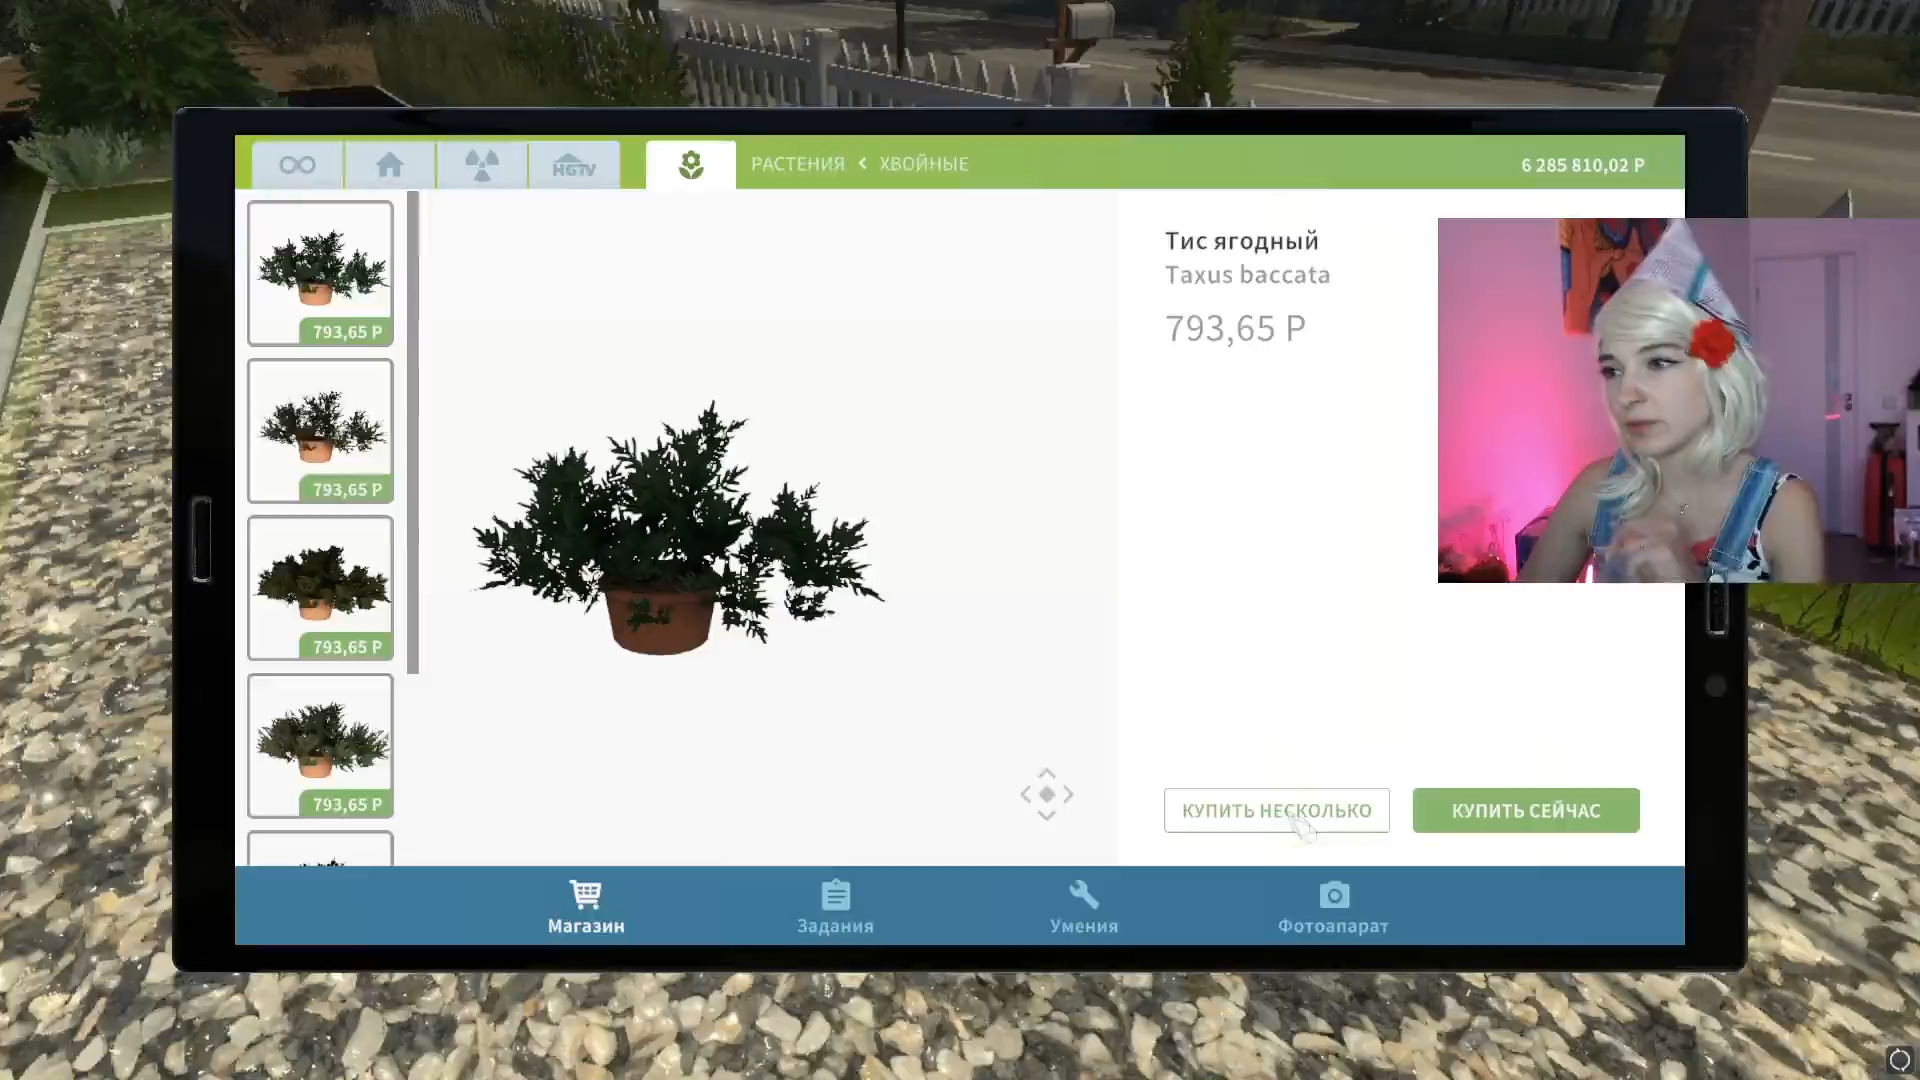 HGTV
РАСТЕНИЯ < ХВОЙНЫЕ
6 285 810,02 Р
793,65 Р
793,65 Р
793,65 Р
793,65 Р
Тис ягодный
Taxus baccata
793,65 Р
КУПИТЬ НЕСКОЛЬКО
КУПИТЬ СЕЙЧАС
Магазин
Задания
Умения
Фотоапарат